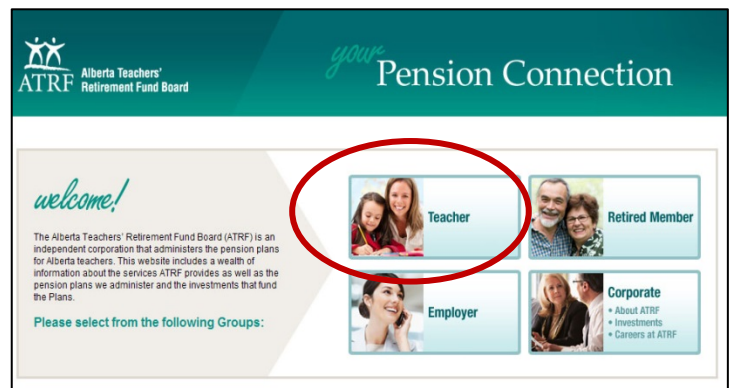 ATRF
Alberta Teachers'
Retirement Fund Board
your Pension Connection
welcome!
The Alberta Teachers' Retirement Fund Board (ATRF) is an
independent corporation that administers the pension plans
for Alberta teachers. This website includes a wealth of
information about the services ATRF provides as well as the
pension plans we administer and the investments that fund
the Plans.
Please select from the following Groups:
Teacher
Retired Member
Employer
Corporate
• About ATRF
• Investments
• Careers at ATRF